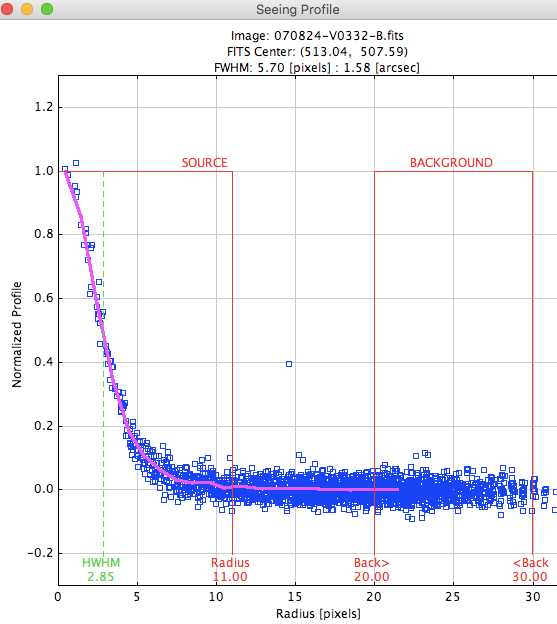 Seeing Profile
Image: 070824-V0332-B.fits
FITS Center: (513.04, 507.59)
FWHM: 5.70 [pixels] : 1.58 [arcsec]
1.2
SOURCE
BACKGROUND
1.0
0.8
0.6
Normalized Profile
0.4
0.2
0.0
-0.2
HWHM
2.85
Radius
11.00
Back>
20.00
<Back
30.00
0
5
10
15
20
25
30
Radius [pixels]